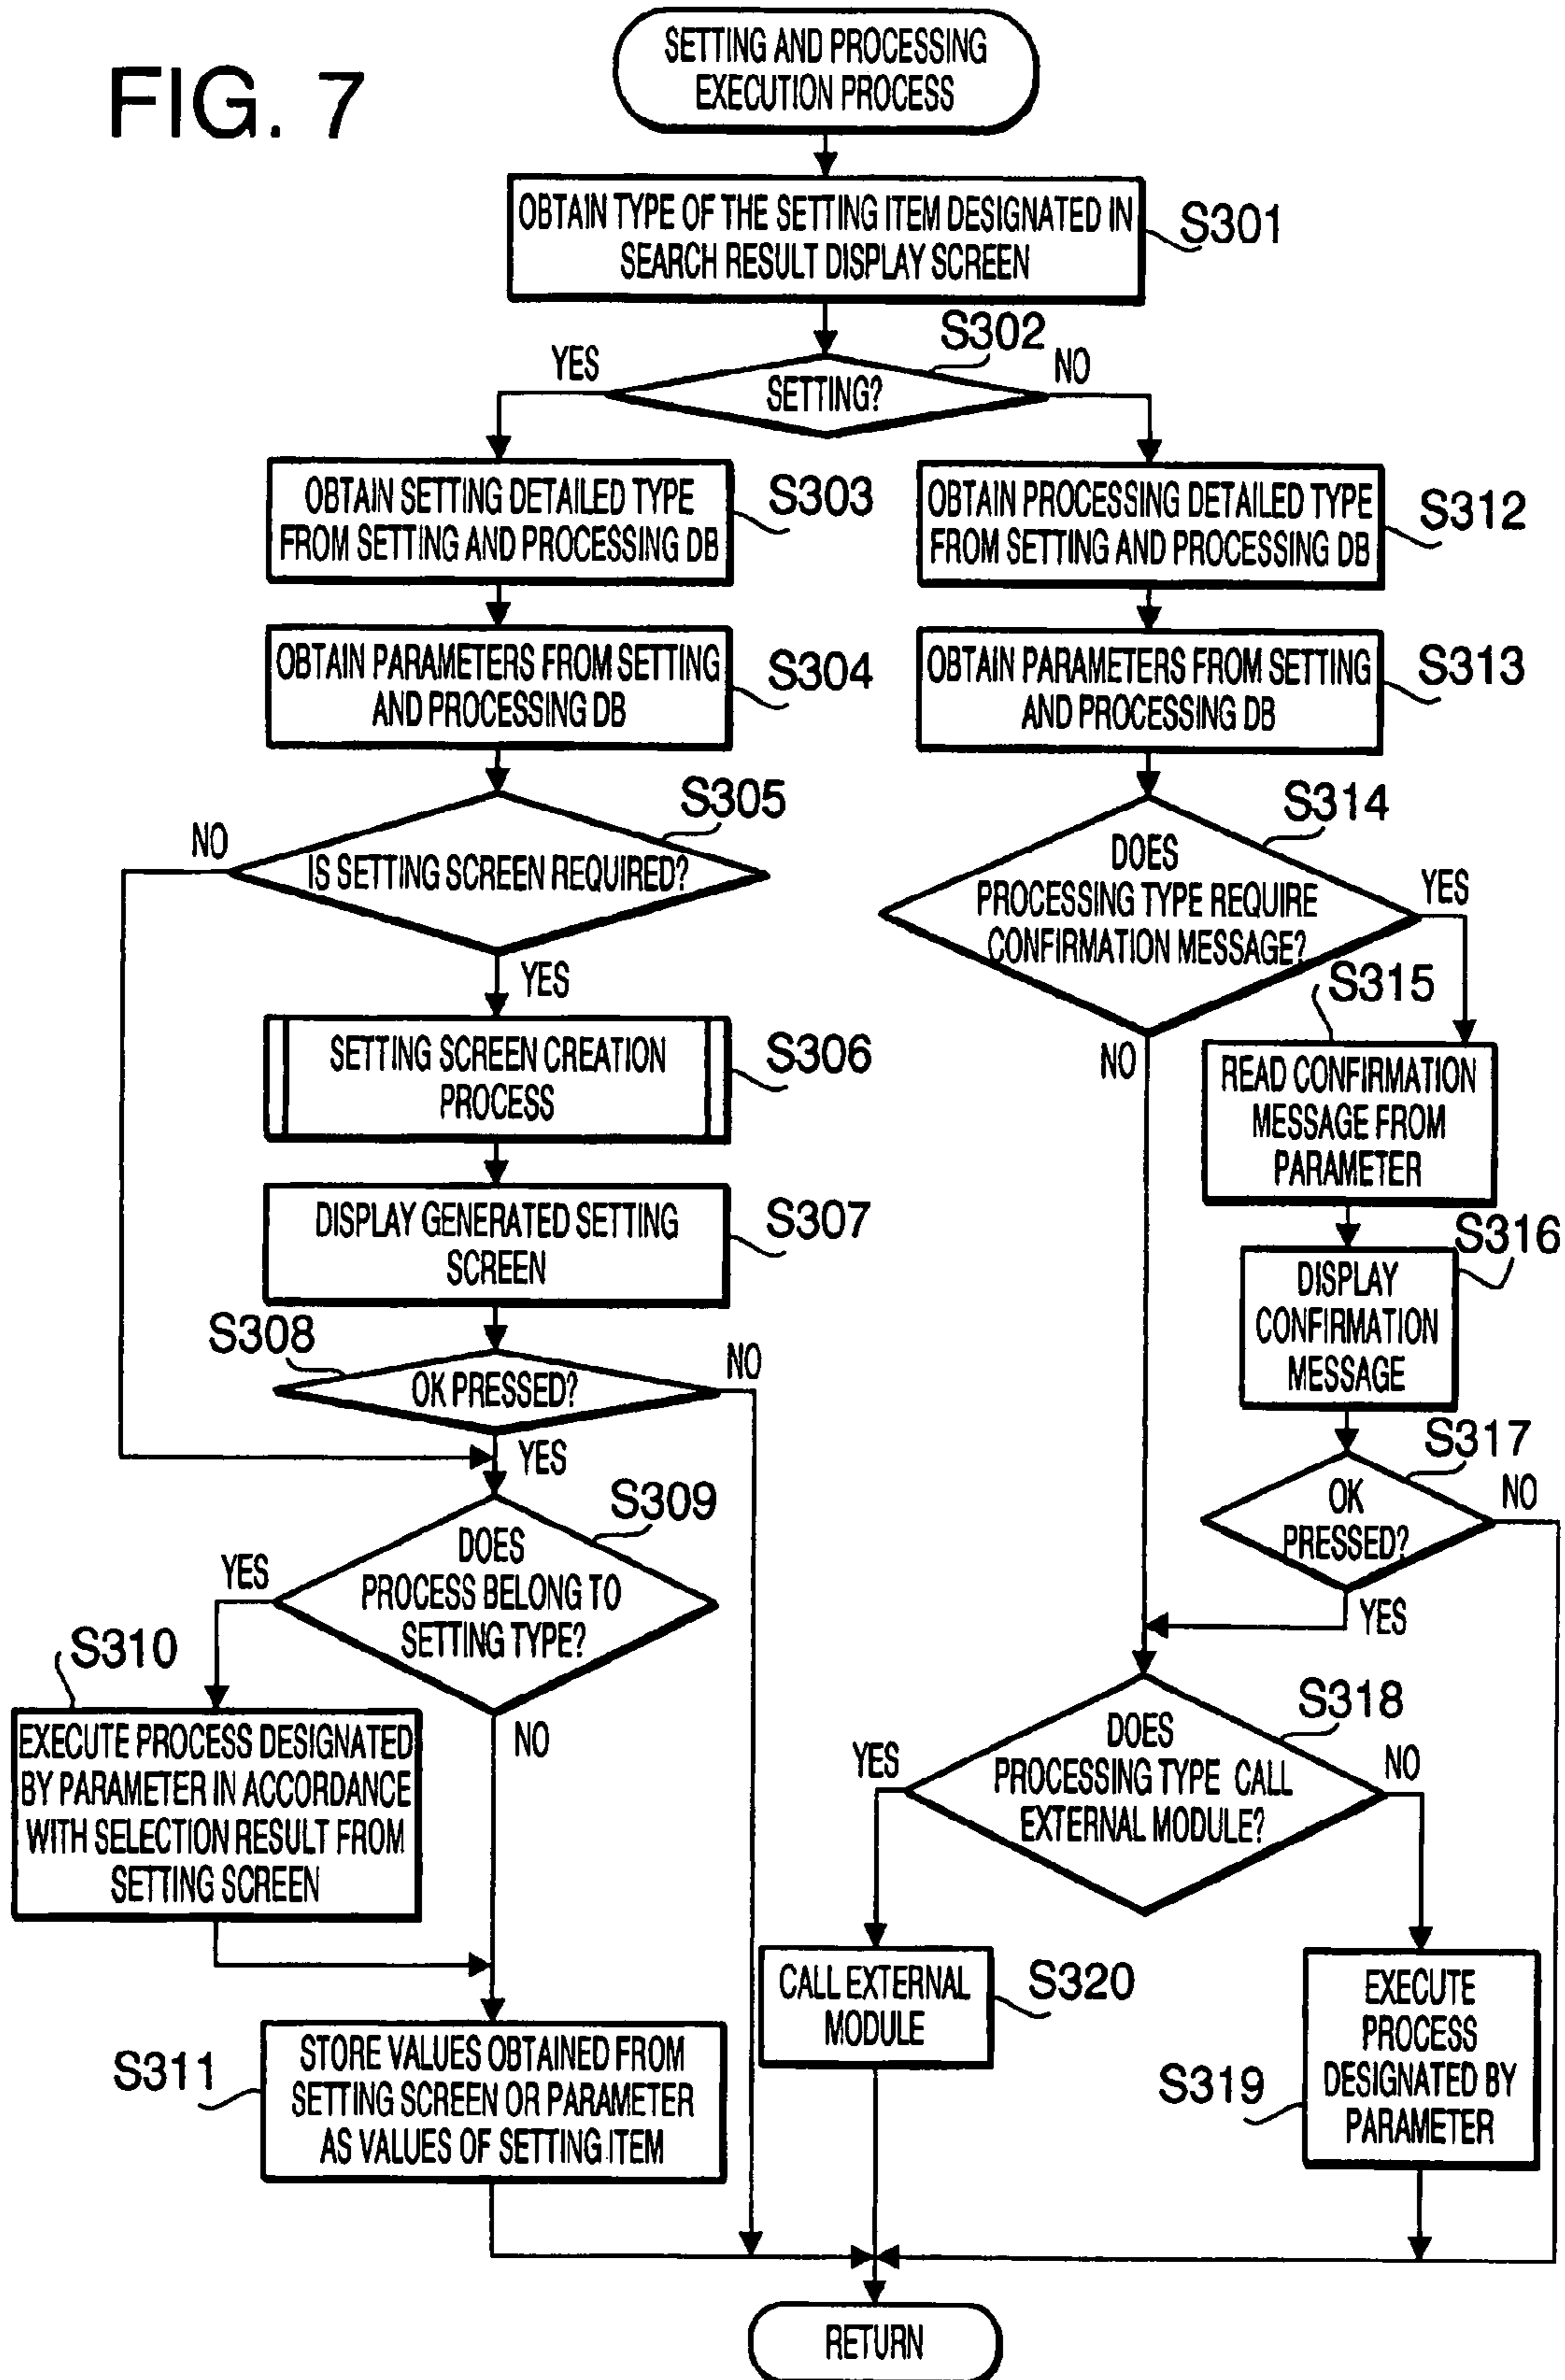 FIG. 7
SETTING AND PROCESSING
EXECUTION PROCESS
OBTAIN TYPE OF THE SETTING ITEM DESIGNATED IN
SEARCH RESULT DISPLAY SCREEN
S301
S302
YES
SETTING?
NO
OBTAIN SETTING DETAILED TYPE
FROM SETTING AND PROCESSING DB
S303
OBTAIN PROCESSING DETAILED TYPE
FROM SETTING AND PROCESSING DB
S312
OBTAIN PARAMETERS FROM SETTING
AND PROCESSING DB
S304
OBTAIN PARAMETERS FROM SETTING
AND PROCESSING DB
S313
S305
NO
IS SETTING SCREEN REQUIRED?
YES
S314
DOES
PROCESSING TYPE REQUIRE
CONFIRMATION MESSAGE?
YES
NO
SETTING SCREEN CREATION
PROCESS
S306
S315
READ CONFIRMATION
MESSAGE FROM
PARAMETER
DISPLAY GENERATED SETTING
SCREEN
S307
S316
DISPLAY
CONFIRMATION
MESSAGE
S308
OK PRESSED?
NO
YES
S317
OK
PRESSED?
NO
YES
S309
DOES
PROCESS BELONG TO
SETTING TYPE?
YES
NO
S310
EXECUTE PROCESS DESIGNATED
BY PARAMETER IN ACCORDANCE
WITH SELECTION RESULT FROM
SETTING SCREEN
S318
DOES
PROCESSING TYPE CALL
EXTERNAL MODULE?
YES
NO
CALL EXTERNAL
MODULE
S320
EXECUTE
PROCESS
DESIGNATED BY
PARAMETER
S319
S311
STORE VALUES OBTAINED FROM
SETTING SCREEN OR PARAMETER
AS VALUES OF SETTING ITEM
RETURN